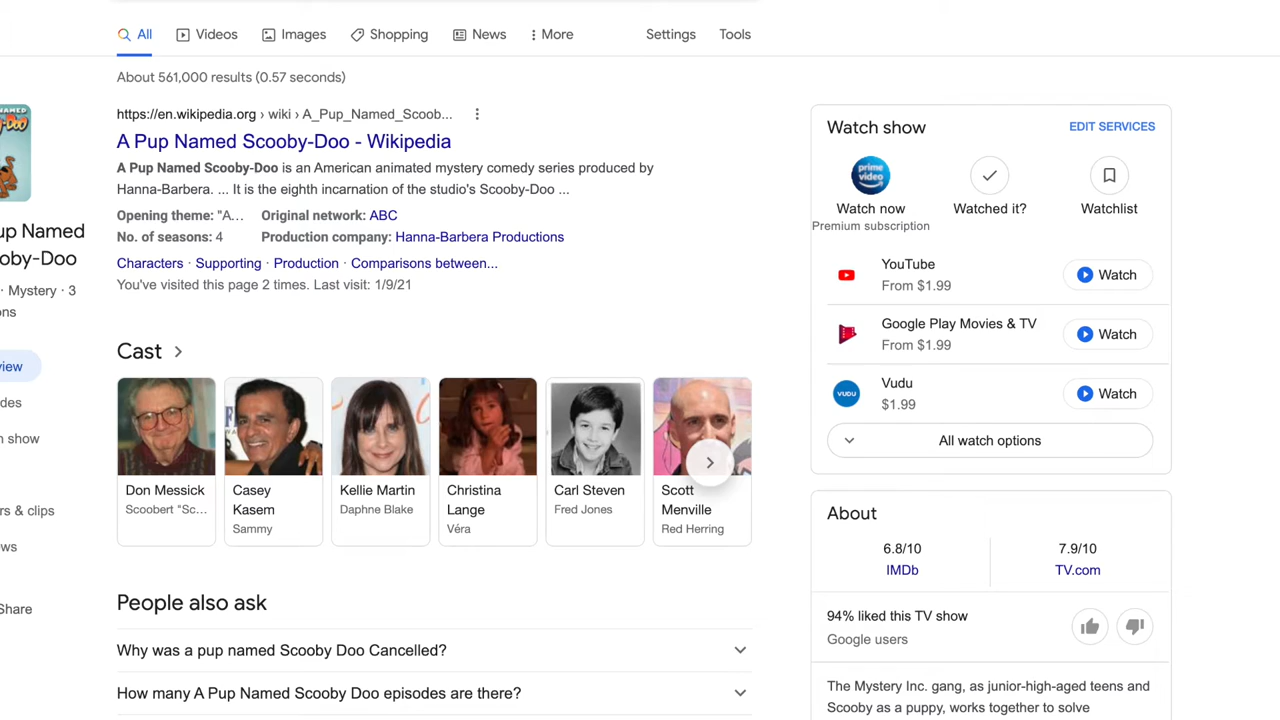 All
Videos
Images
Shopping
News
More
Settings
Tools
About 561,000 results (0.57 seconds)
NAMED
up Named
oby-Doo
· Mystery · 3
ons
view
des
n show
rs & clips
ws
Share
https://en.wikipedia.org › wiki › A_Pup_Named_Scoob...
A Pup Named Scooby-Doo - Wikipedia
A Pup Named Scooby-Doo is an American animated mystery comedy series produced by
Hanna-Barbera. ... It is the eighth incarnation of the studio's Scooby-Doo ...
Opening theme: "A... Original network: ABC
No. of seasons: 4 Production company: Hanna-Barbera Productions
Characters · Supporting · Production · Comparisons between...
You've visited this page 2 times. Last visit: 1/9/21
Cast
Don Messick
Scoobert "Sc...
Casey
Kasem
Sammy
Kellie Martin
Daphne Blake
Christina
Lange
Véra
Carl Steven
Fred Jones
Scott
Menville
Red Herring
People also ask
Why was a pup named Scooby Doo Cancelled?
How many A Pup Named Scooby Doo episodes are there?
Watch show
EDIT SERVICES
prime
video
Watch now
Premium subscription
Watched it?
Watchlist
YouTube
From $1.99
Watch
Google Play Movies & TV
From $1.99
Watch
VUDU
Vudu
$1.99
Watch
All watch options
About
6.8/10
IMDb
7.9/10
TV.com
94% liked this TV show
Google users
The Mystery Inc. gang, as junior-high-aged teens and
Scooby as a puppy, works together to solve